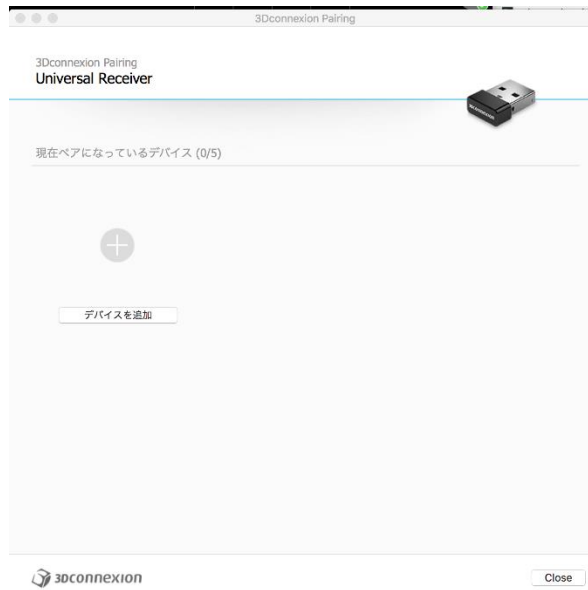 3Dconnexion Pairing
3Dconnexion Pairing
Universal Receiver
3DCONNEXION
現在ペアになっているデバイス (0/5)
デバイスを追加
3DCONNEXION
Close